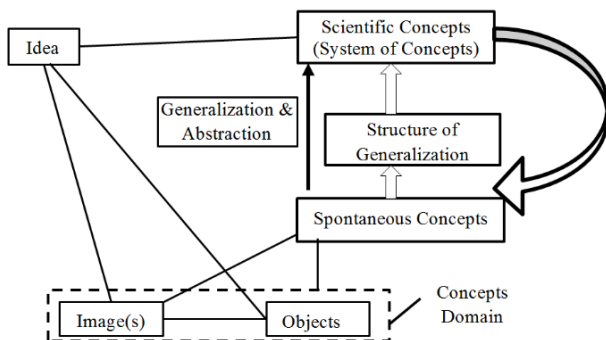 Scientific Concepts
(System of Concepts)
Idea
Generalization &
Abstraction
Structure of
Generalization
Spontaneous Concepts
Image(s)
Objects
Concepts
Domain